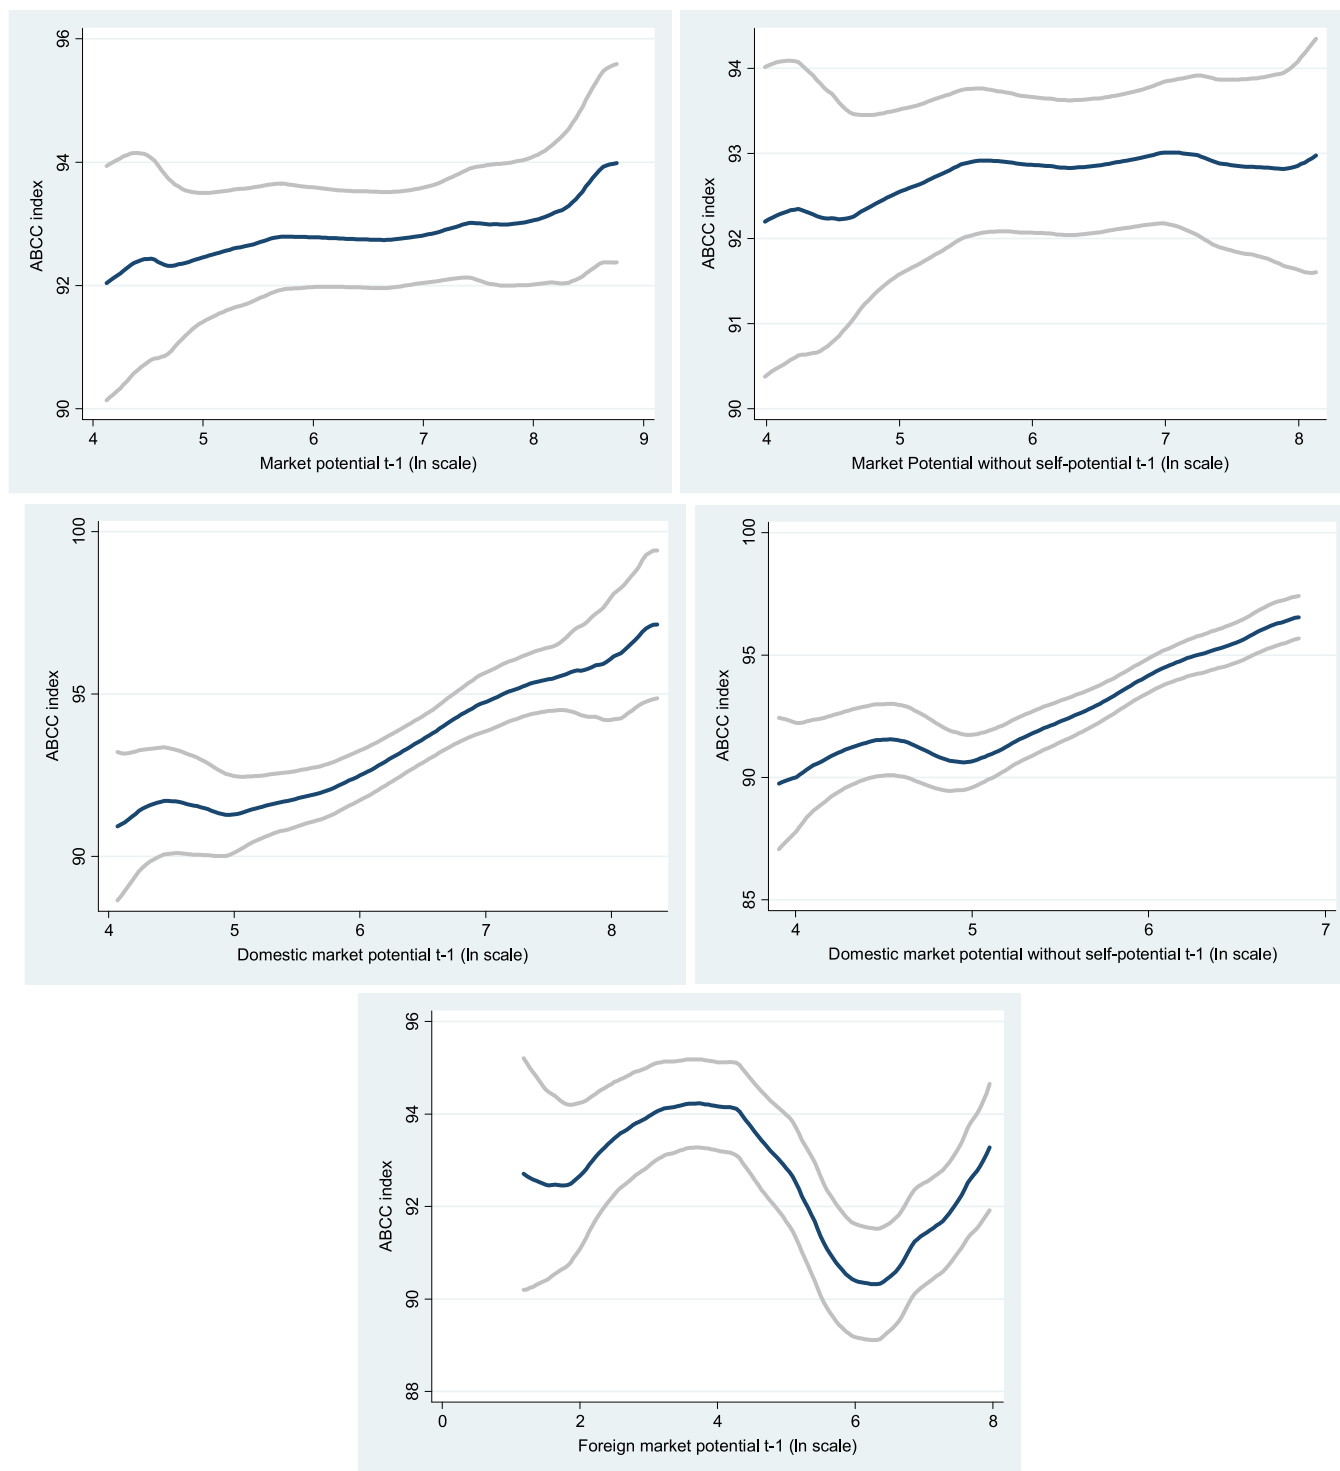 96
94
92
90
ABCC index
4 5 6 7 8 9
Market potential t-1 (ln scale)
94
93
92
91
90
ABCC index
4 5 6 7 8
Market Potential without self-potential t-1 (ln scale)
100
95
90
ABCC index
4 5 6 7 8
Domestic market potential t-1 (ln scale)
100
95
90
85
ABCC index
4 5 6 7
Domestic market potential without self-potential t-1 (ln scale)
96
94
92
90
88
ABCC index
0 2 4 6 8
Foreign market potential t-1 (ln scale)